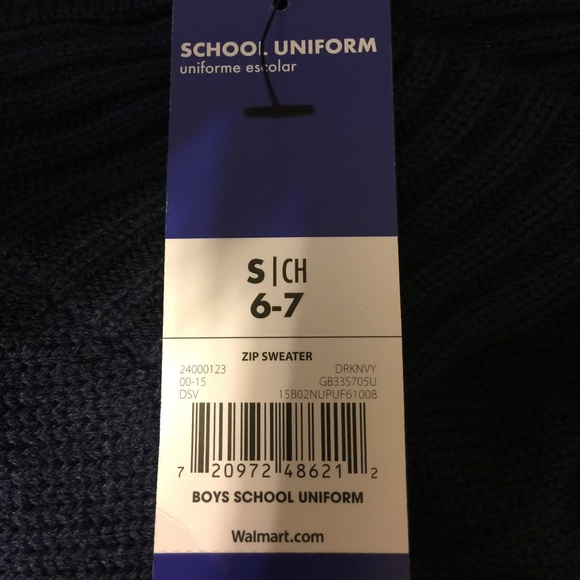 SCHOOL UNIFORM
uniforme escolar
S|CH
6-7
ZIP SWEATER
24000123 DRKNVY
00-15 GB33S705U
DSV 15B02NUPUF61008
7 20972 48621 2
BOYS SCHOOL UNIFORM
Walmart.com